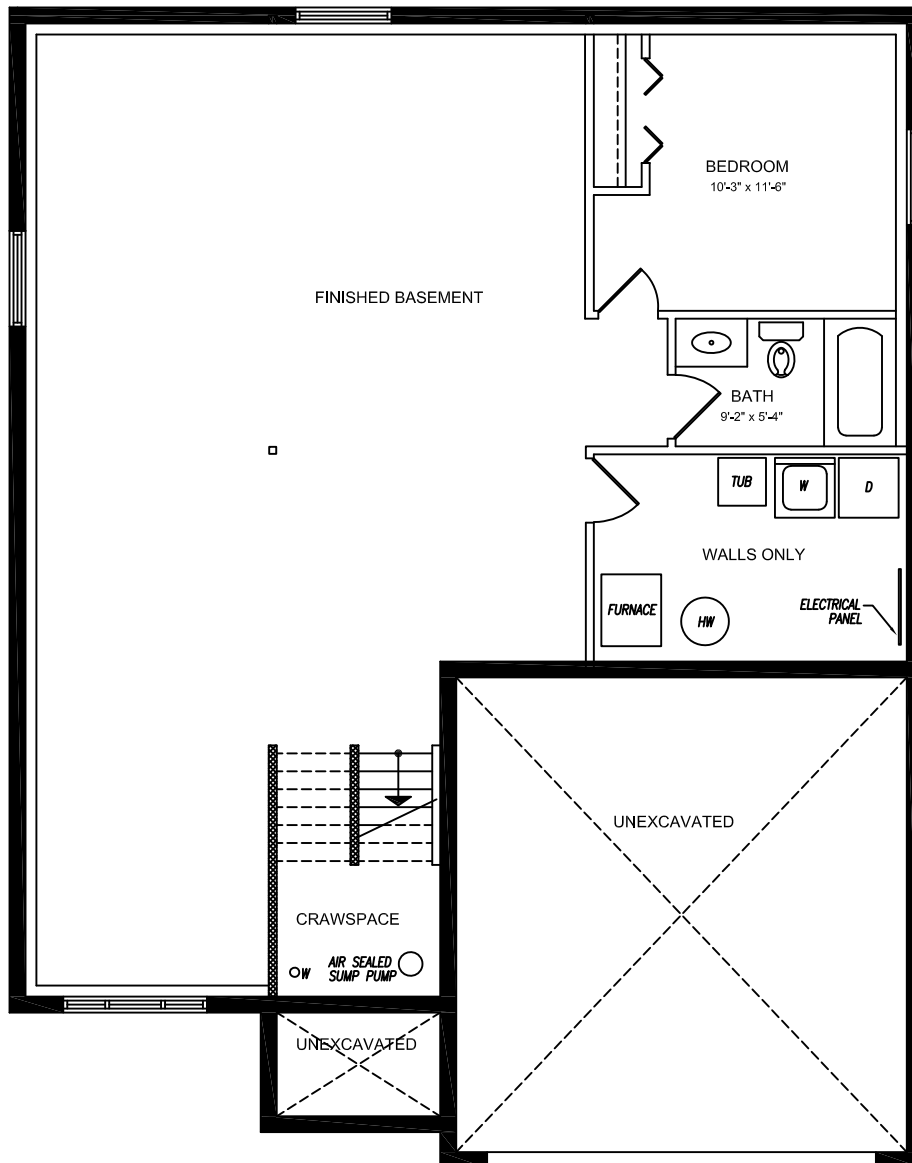 BEDROOM
10'-3" x 11'-6"
FINISHED BASEMENT
BATH
9'-2" x 5'-4"
TUB
W
D
WALLS ONLY
FURNACE
HW
ELECTRICAL
PANEL
UNEXCAVATED
CRAWSPACE
W
AIR SEALED
SUMP PUMP
UNEXCAVATED